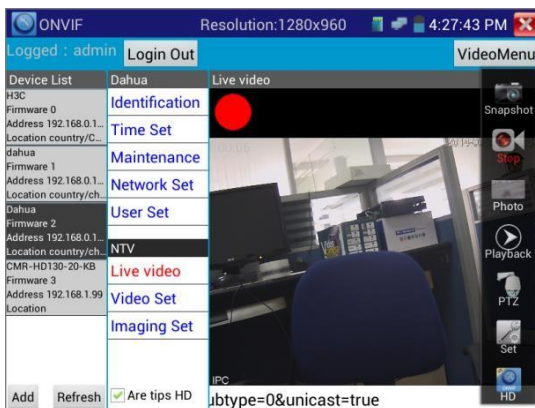 ONVIF Resolution:1280x960 4:27:43 PM
Logged : admin Login Out VideoMenu
Device List
H3C
Firmware 0
Address 192.168.0.1...
Location country/C...
dahua
Firmware 1
Address 192.168.0.1...
Location country/ch...
Dahua
Firmware 2
Address 192.168.0.1...
Location country/ch...
CMR-HD130-20-KB
Firmware 3
Address 192.168.1.99
Location
Add Refresh
Dahua
Identification
Time Set
Maintenance
Network Set
User Set
NTV
Live video
Video Set
Imaging Set
Are tips HD
Live video
00:05
IPC
ubtype=0&unicast=true
Snapshot
Stop
Photo
Playback
PTZ
Set
HD